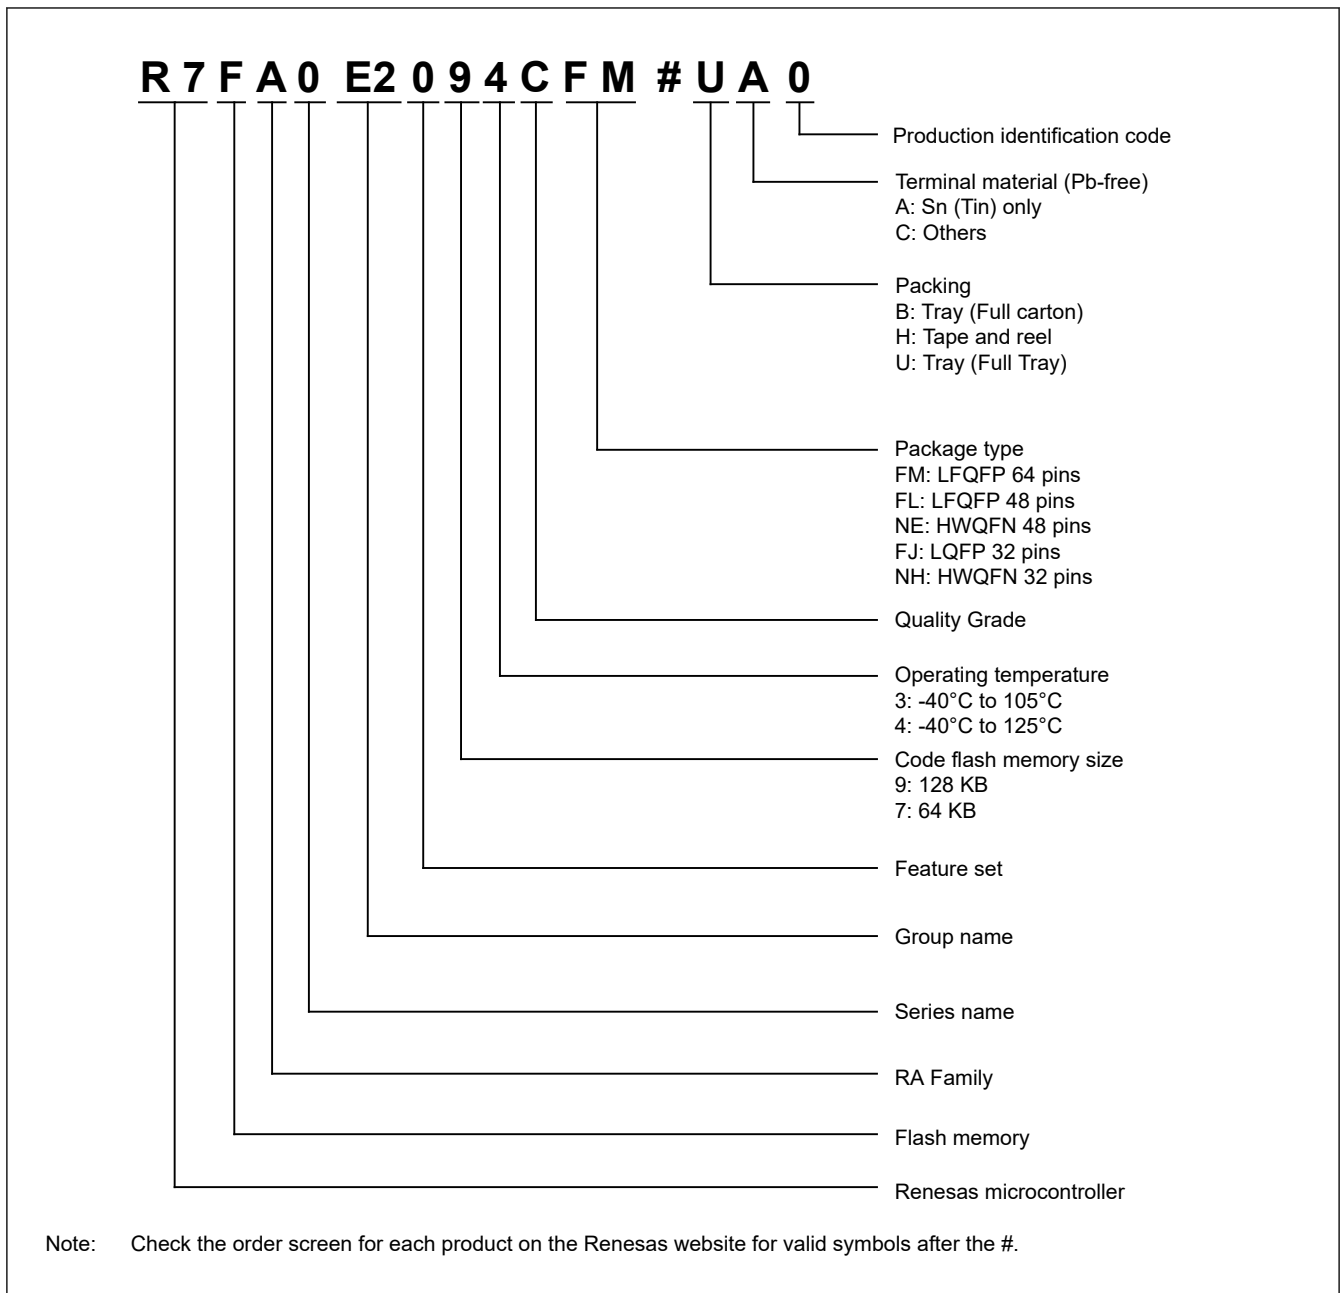 R 7 F A 0 E2 0 9 4 C F M # U A 0
Production identification code
Terminal material (Pb-free)
A: Sn (Tin) only
C: Others
Packing
B: Tray (Full carton)
H: Tape and reel
U: Tray (Full Tray)
Package type
FM: LFQFP 64 pins
FL: LFQFP 48 pins
NE: HWQFN 48 pins
FJ: LQFP 32 pins
NH: HWQFN 32 pins
Quality Grade
Operating temperature
3: -40°C to 105°C
4: -40°C to 125°C
Code flash memory size
9: 128 KB
7: 64 KB
Feature set
Group name
Series name
RA Family
Flash memory
Renesas microcontroller
Note: Check the order screen for each product on the Renesas website for valid symbols after the #.